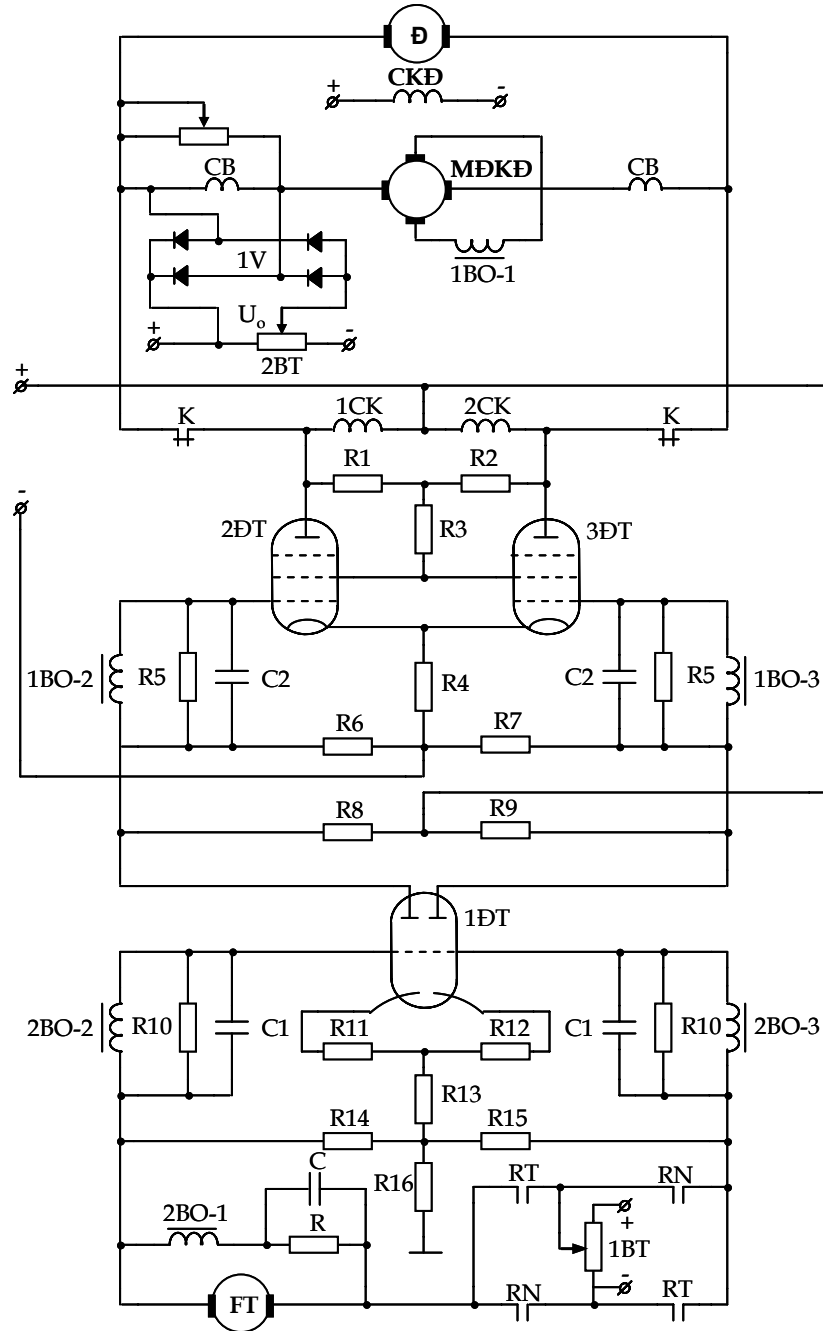 Đ
CKĐ
+ -
CB MĐKĐ CB
1V
1BO-1
+ U₀ -
2BT
+
K 1CK 2CK K
R1 R2
-
2ĐT R3 3ĐT
1BO-2 R5 C2 R4 C2 R5 1BO-3
R6 R7
R8 R9
1ĐT
2BO-2 R10 C1 R11 R12 C1 R10 2BO-3
R13
R14 R15
C R16 RT RN
2BO-1 R + 1BT
-
FT RN RT